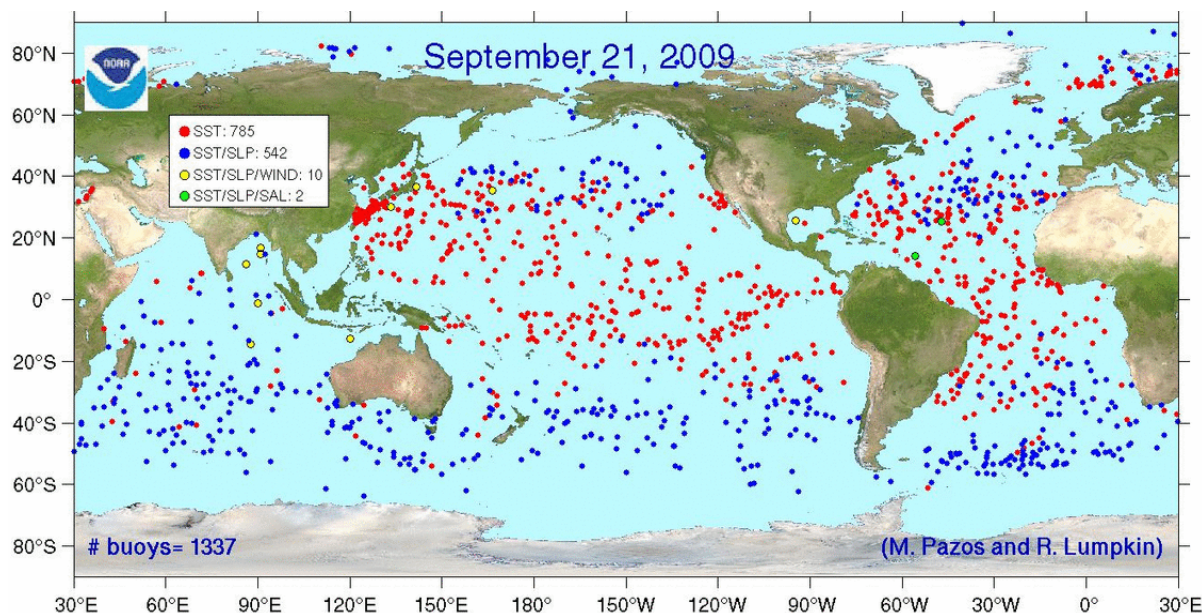 September 21, 2009
NOAA
SST: 785
SST/SLP: 542
SST/SLP/WIND: 10
SST/SLP/SAL: 2
80°N
60°N
40°N
20°N
0°
20°S
40°S
60°S
80°S
# buoys= 1337
(M. Pazos and R. Lumpkin)
30°E 60°E 90°E 120°E 150°E 180° 150°W 120°W 90°W 60°W 30°W 0° 30°E